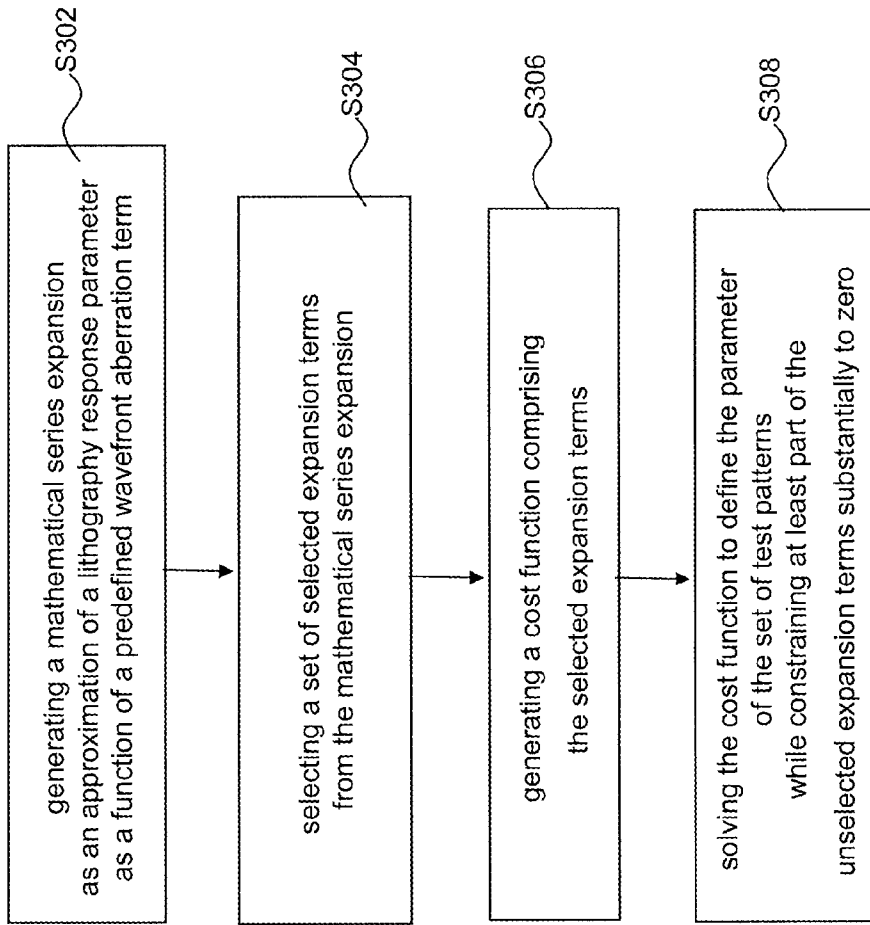 generating a mathematical series expansion
as an approximation of a lithography response parameter
as a function of a predefined wavefront aberration term
S302
selecting a set of selected expansion terms
from the mathematical series expansion
S304
generating a cost function comprising
the selected expansion terms
S306
solving the cost function to define the parameter
of the set of test patterns
while constraining at least part of the
unselected expansion terms substantially to zero
S308